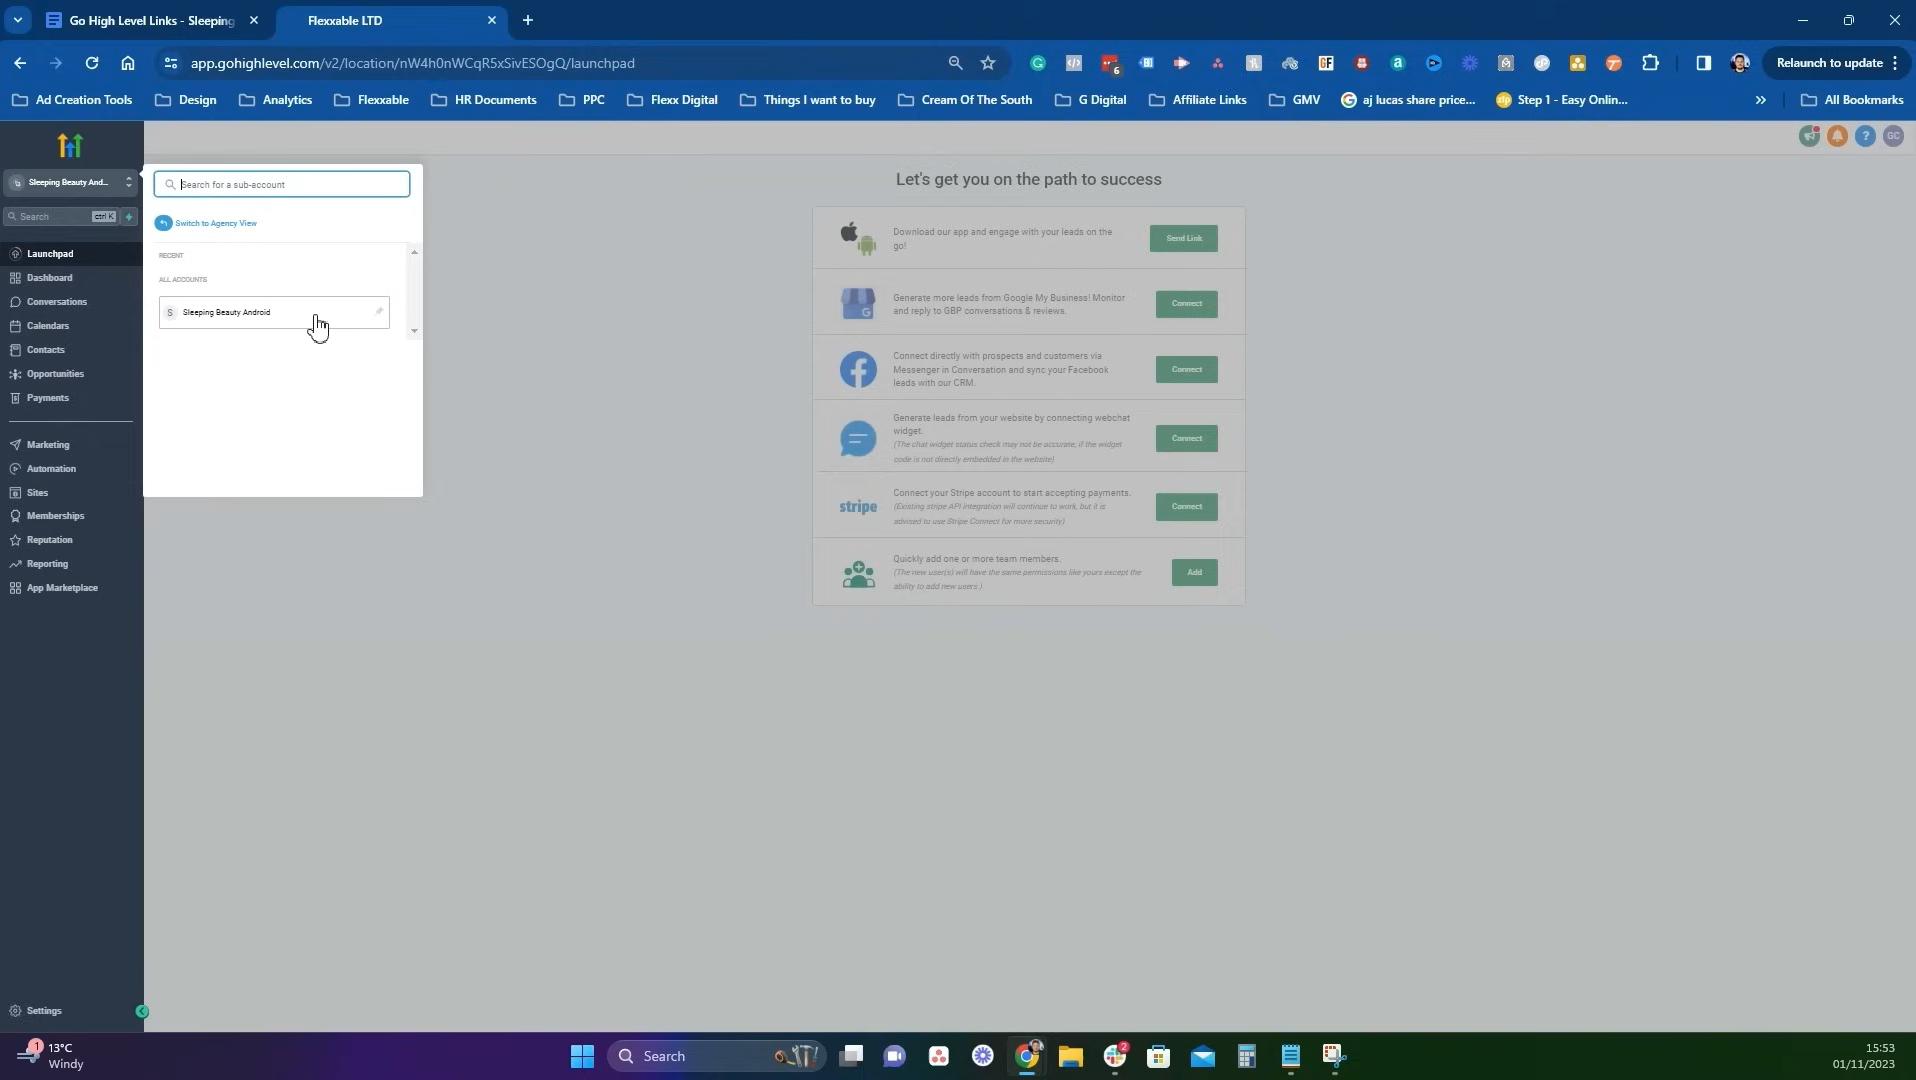 Go High Level Links - Sleeping
Flexxable LTD
app.gohighlevel.com/v2/location/nW4h0nWCqR5xSivESOgQ/launchpad
6
Relaunch to update
Ad Creation Tools
Design
Analytics
Flexxable
HR Documents
PPC
Flexx Digital
Things I want to buy
Cream Of The South
G Digital
Affiliate Links
GMV
aj lucas share price...
Step 1 - Easy Onlin...
All Bookmarks
GC
Sleeping Beauty And...
Search
ctrl K
Launchpad
Dashboard
Conversations
Calendars
Contacts
Opportunities
Payments
Marketing
Automation
Sites
Memberships
Reputation
Reporting
App Marketplace
Settings
Search for a sub-account
Switch to Agency View
RECENT
ALL ACCOUNTS
S
Sleeping Beauty Android
Let's get you on the path to success
Download our app and engage with your leads on the
go!
Send Link
Generate more leads from Google My Business! Monitor
and reply to GBP conversations & reviews.
Connect
Connect directly with prospects and customers via
Messenger in Conversation and sync your Facebook
leads with our CRM.
Connect
Generate leads from your website by connecting webchat
widget.
(The chat widget status check may not be accurate, if the widget
code is not directly embedded in the website)
Connect
stripe
Connect your Stripe account to start accepting payments.
(Existing stripe API integration will continue to work, but it is
advised to use Stripe Connect for more security)
Connect
Quickly add one or more team members.
(The new user(s) will have the same permissions like yours except the
ability to add new users.)
Add
1
13°C
Windy
Search
2
15:53
01/11/2023